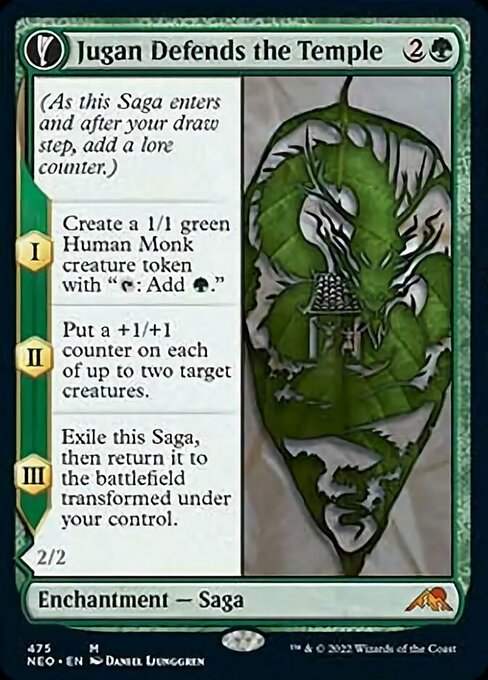 Jugan Defends the Temple 2
(As this Saga enters
and after your draw
step, add a lore
counter.)
I
Create a 1/1 green
Human Monk
creature token
with “: Add .”
II
Put a +1/+1
counter on each
of up to two target
creatures.
III
Exile this Saga,
then return it to
the battlefield
transformed under
your control.
2/2
Enchantment — Saga
475 M
NEO • EN Daniel Ljunggren
™ & © 2022 Wizards of the Coast